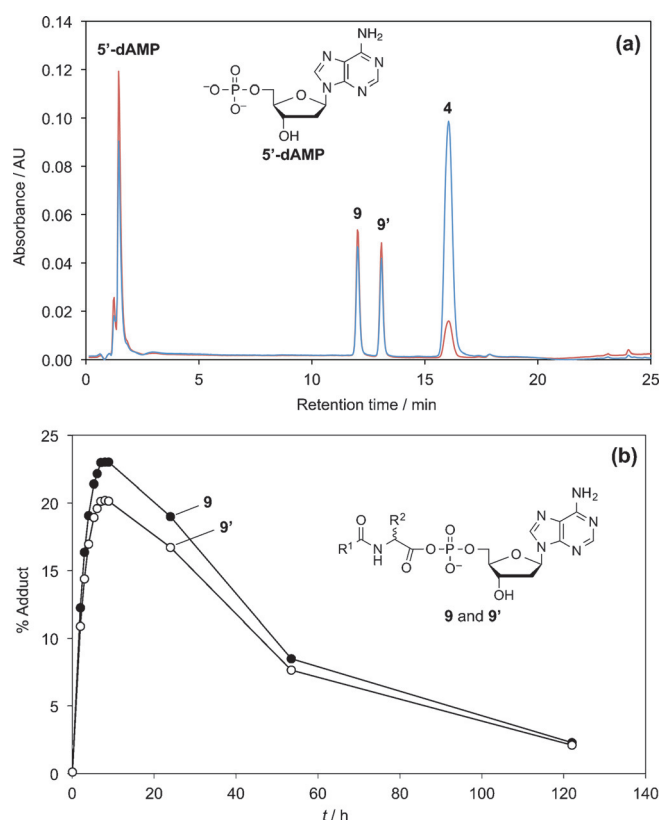 (a)
0.14
0.12
0.10
0.08
0.06
0.04
0.02
0.00
Absorbance / AU
5'-dAMP
NH₂
N
N
N
N
O
⁻O
P
O
O
O⁻
OH
5'-dAMP
4
9
9'
0
5
10
15
20
25
Retention time / min
(b)
25
20
15
10
5
0
% Adduct
9
9'
NH₂
N
N
N
N
O
R²
O
R¹
N
H
O
O
P
O
O
O⁻
O
OH
9 and 9'
0
20
40
60
80
100
120
140
t / h